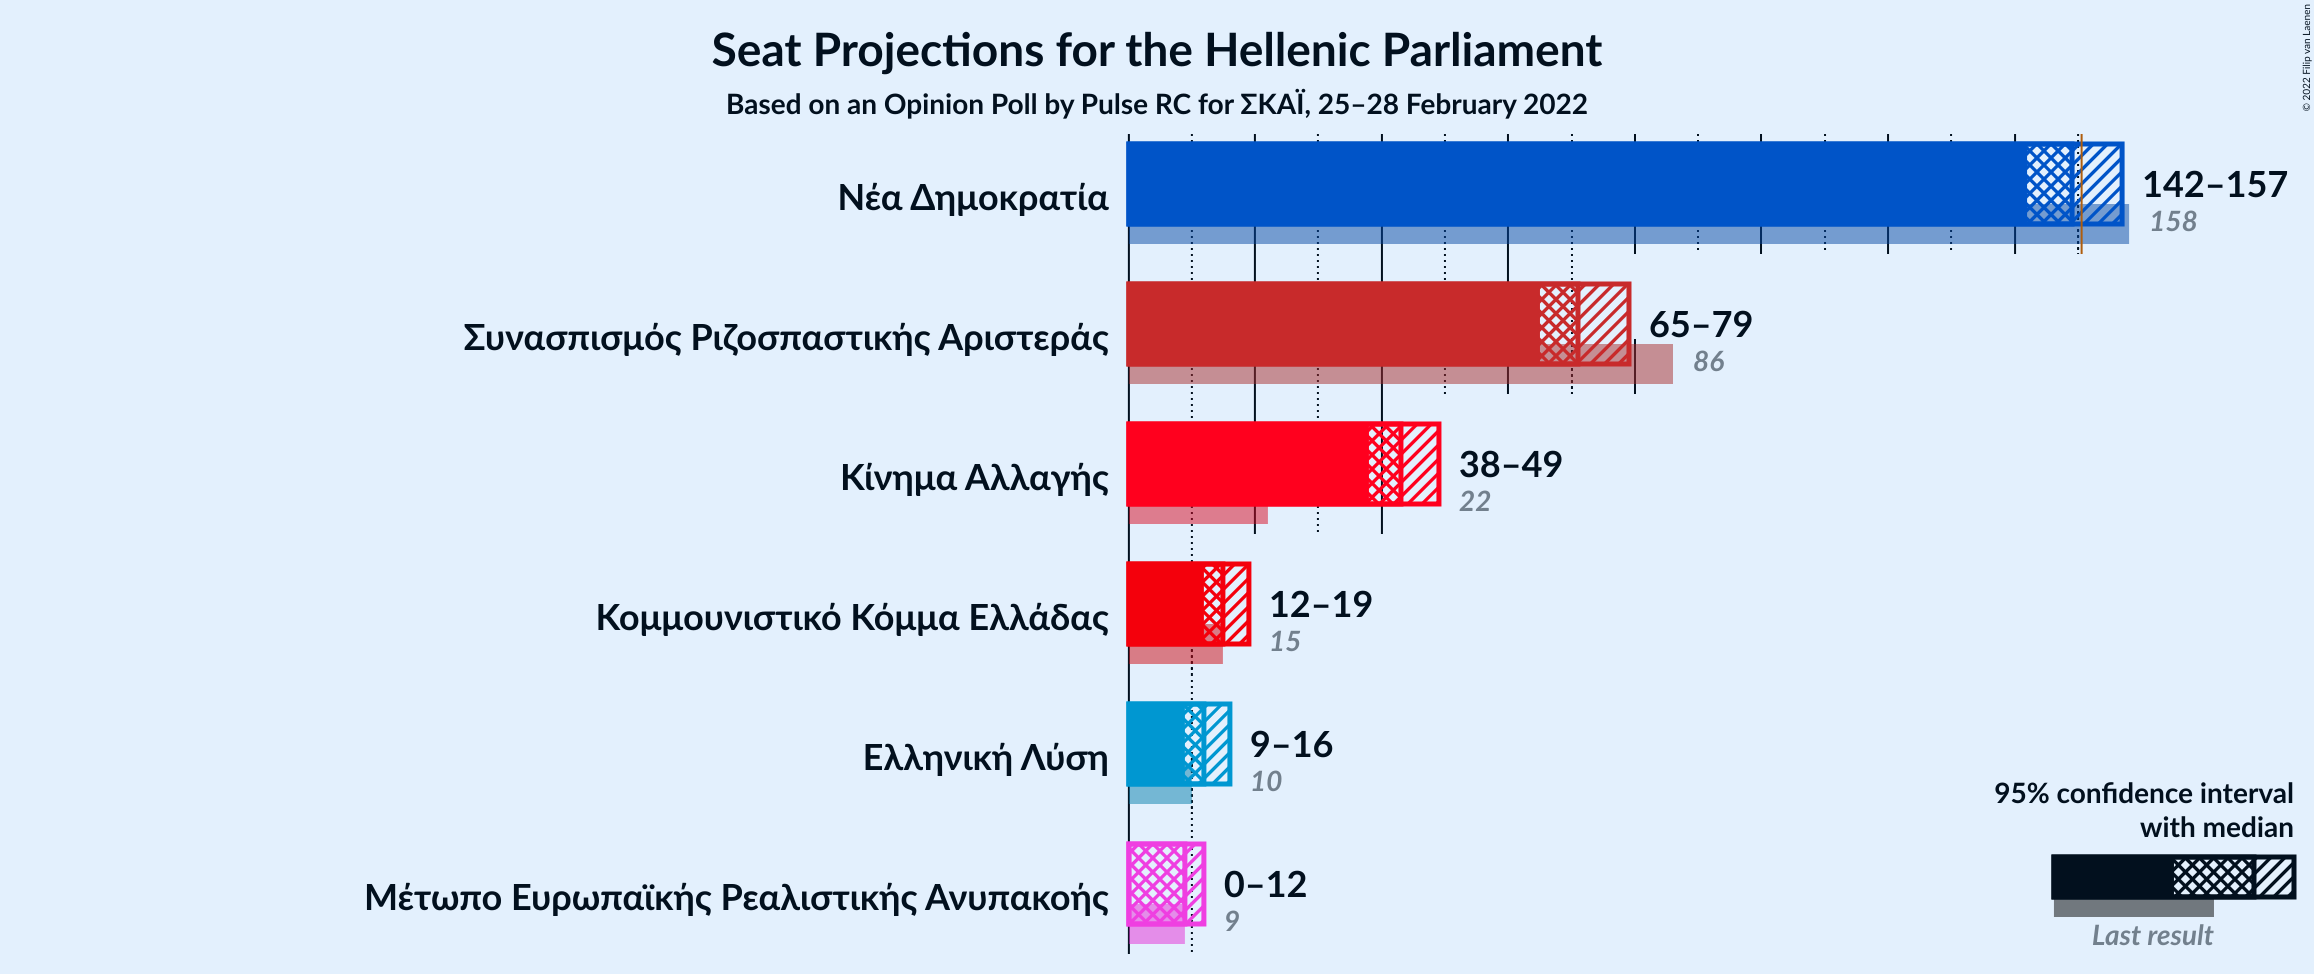 Seat Projections for the Hellenic Parliament
Based on an Opinion Poll by Pulse RC for ΣΚΑΪ, 25–28 February 2022
© 2022 Filip van Laenen
Νέα Δημοκρατία
142–157
158
Συνασπισμός Ριζοσπαστικής Αριστεράς
65–79
86
Κίνημα Αλλαγής
38–49
22
Κομμουνιστικό Κόμμα Ελλάδας
12–19
15
Ελληνική Λύση
9–16
10
Μέτωπο Ευρωπαϊκής Ρεαλιστικής Ανυπακοής
0–12
9
95% confidence interval
with median
Last result